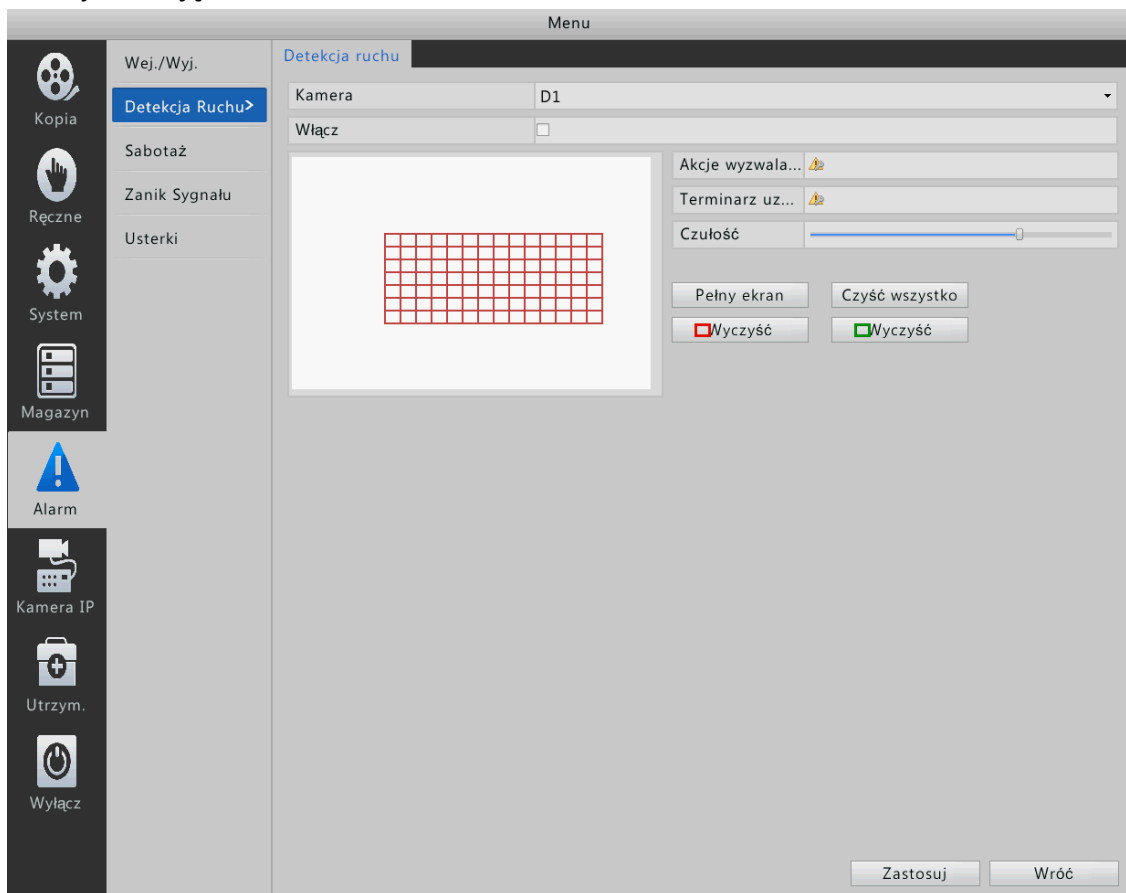 Menu
Kopia
Ręczne
System
Magazyn
Alarm
Kamera IP
Utrzym.
Wyłącz
Wej./Wyj.
Detekcja Ruchu>
Sabotaż
Zanik Sygnału
Usterki
Detekcja ruchu
Kamera D1
Włącz
Akcje wyzwala...
Terminarz uz...
Czułość
Pełny ekran Czyść wszystko
Wyczyść Wyczyść
Zastosuj Wróć